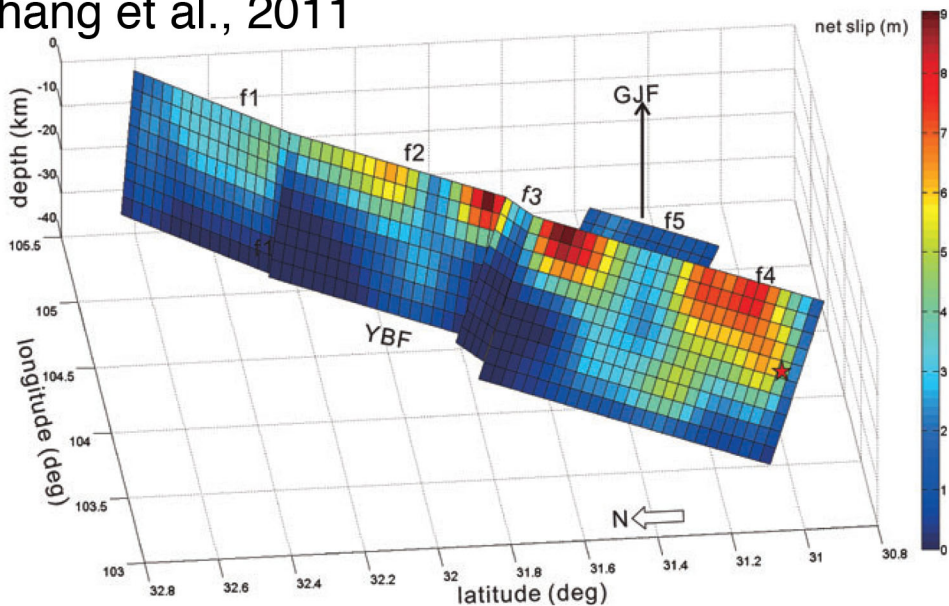 hang et al., 2011
net slip (m)
9
8
7
6
5
4
3
2
1
0
GJF
f1
f2
f3
f5
f4
f1
YBF
N
depth (km)
0
-10
-20
-30
-40
longitude (deg)
106.5
105
104.5
104
103.5
103
32.8
32.6
32.4
32.2
32
31.8
31.6
31.4
31.2
31
30.8
latitude (deg)